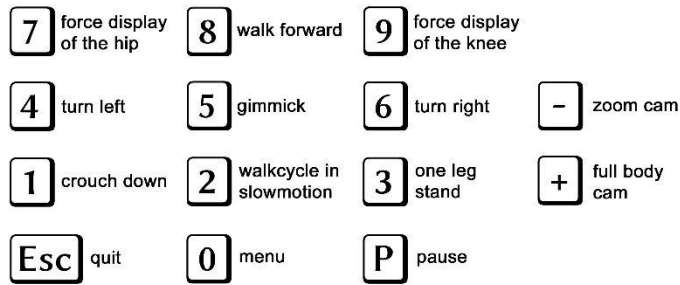 7 force display of the hip
8 walk forward
9 force display of the knee
4 turn left
5 gimmick
6 turn right
- zoom cam
1 crouch down
2 walkcycle in slowmotion
3 one leg stand
+ full body cam
Esc quit
0 menu
P pause